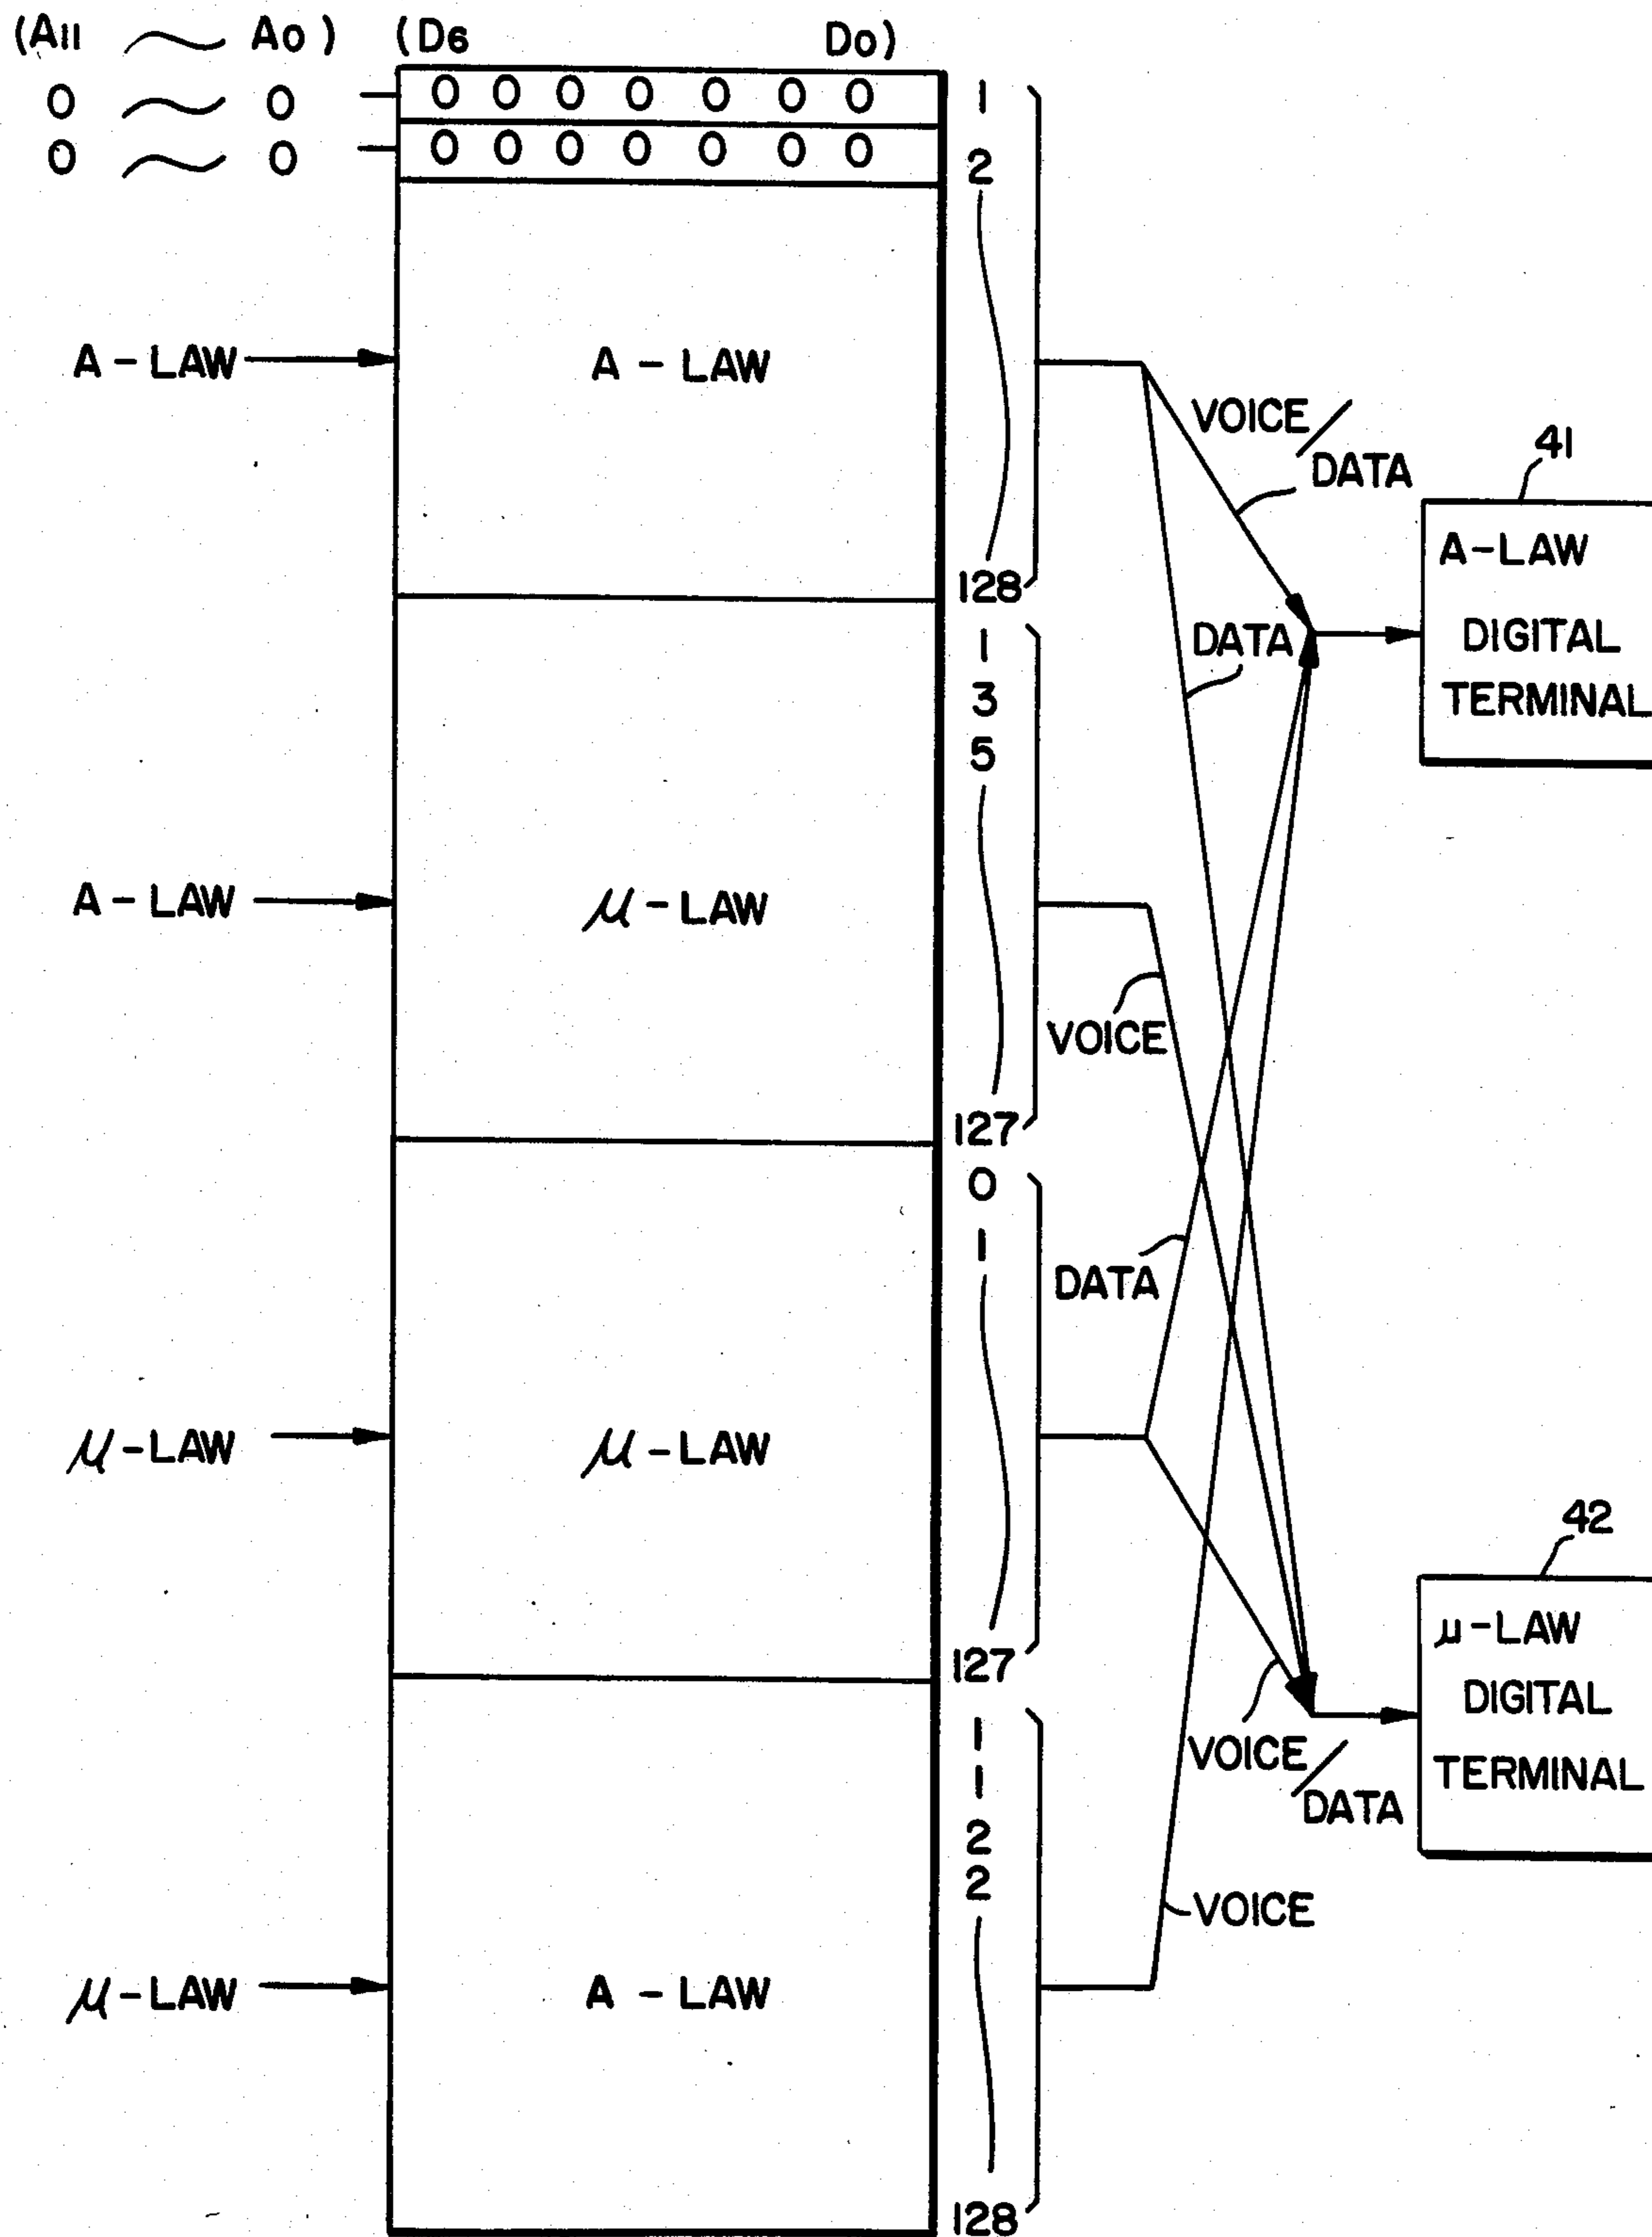 (A11 ~ A0) (D6 D0)
0 ~ 0 0 0 0 0 0 0 0 1
0 ~ 0 0 0 0 0 0 0 0 2
A-LAW A-LAW
VOICE/DATA
128
41
A-LAW
DIGITAL
TERMINAL
DATA
1
3
5
A-LAW μ-LAW
VOICE
127
0
1
DATA
μ-LAW μ-LAW
127
42
μ-LAW
DIGITAL
TERMINAL
VOICE/DATA
1
1
2
2
VOICE
μ-LAW A-LAW
128